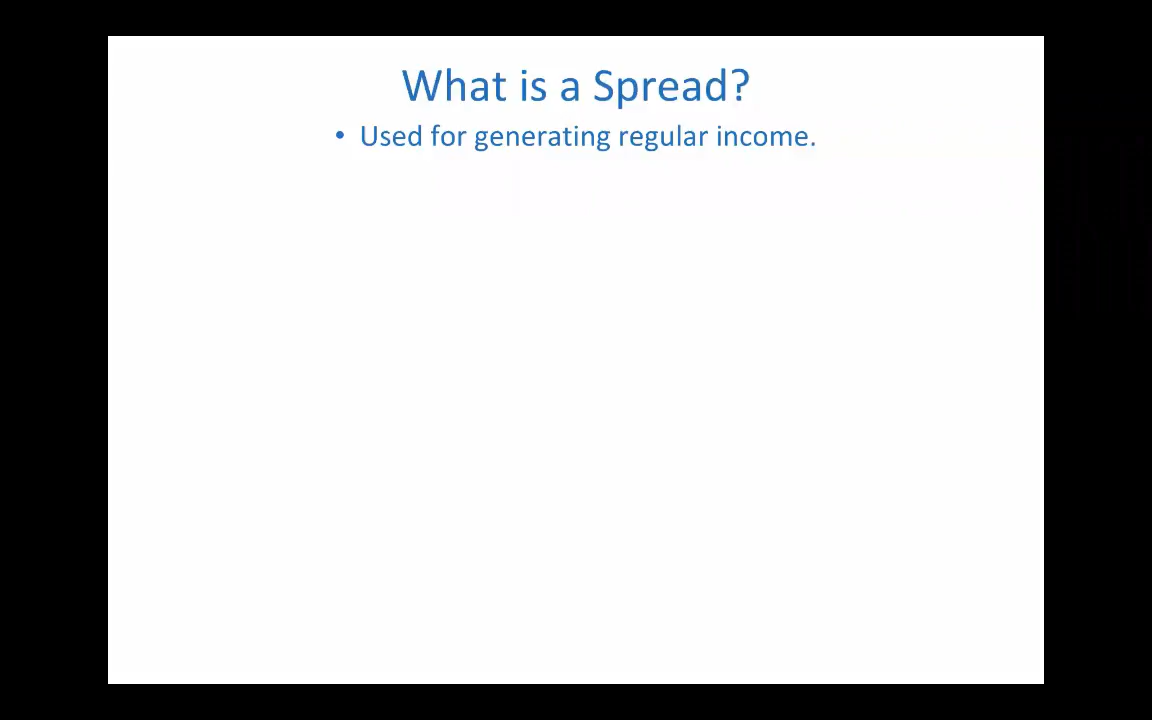 What is a Spread?
• Used for generating regular income.